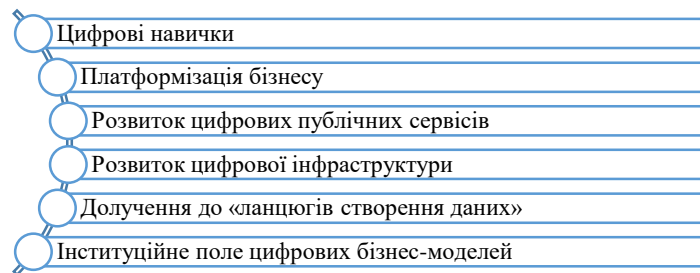 Цифрові навички
Платформізація бізнесу
Розвиток цифрових публічних сервісів
Розвиток цифрової інфраструктури
Долучення до «ланцюгів створення даних»
Інституційне поле цифрових бізнес-моделей